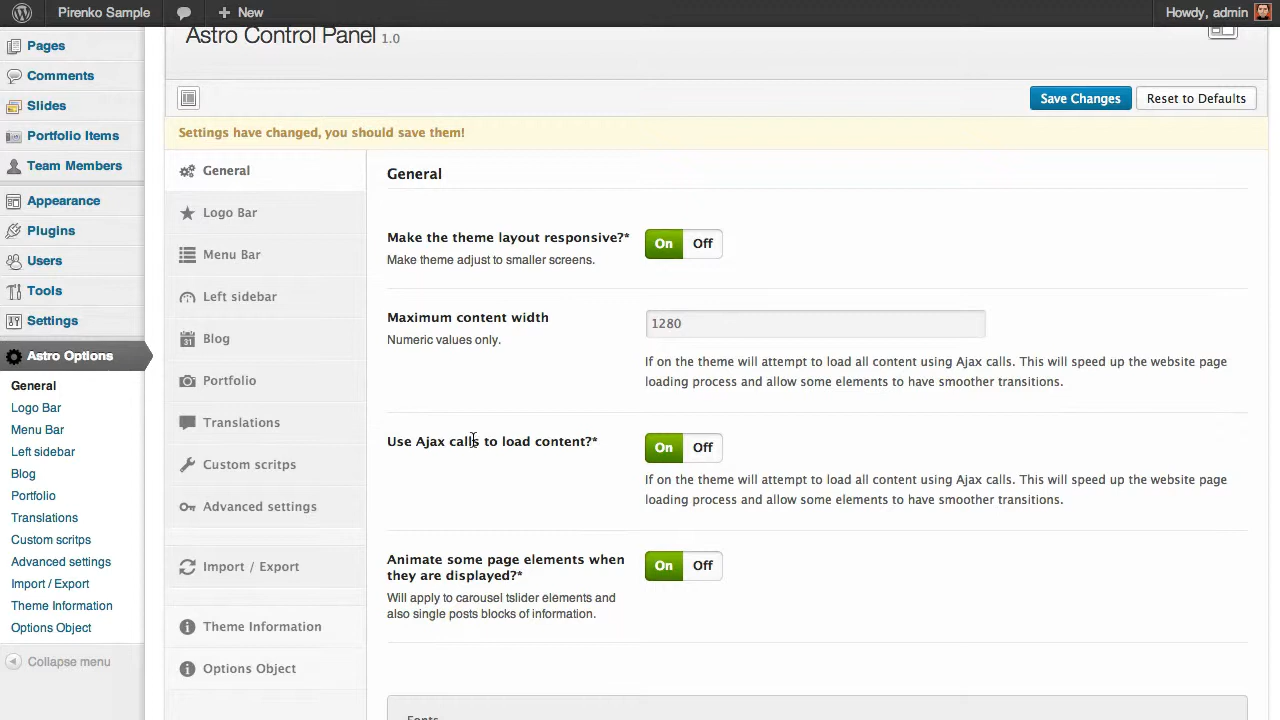 Pirenko Sample
New
Howdy, admin
Pages
Comments
Slides
Portfolio Items
Team Members
Appearance
Plugins
Users
Tools
Settings
Astro Options
General
Logo Bar
Menu Bar
Left sidebar
Blog
Portfolio
Translations
Custom scritps
Advanced settings
Import / Export
Theme Information
Options Object
Collapse menu
Astro Control Panel 1.0
Save Changes
Reset to Defaults
Settings have changed, you should save them!
General
Logo Bar
Menu Bar
Left sidebar
Blog
Portfolio
Translations
Custom scritps
Advanced settings
Import / Export
Theme Information
Options Object
General
Make the theme layout responsive?*
Make theme adjust to smaller screens.
On Off
Maximum content width
Numeric values only.
1280
If on the theme will attempt to load all content using Ajax calls. This will speed up the website page
loading process and allow some elements to have smoother transitions.
Use Ajax calls to load content?*
On Off
If on the theme will attempt to load all content using Ajax calls. This will speed up the website page
loading process and allow some elements to have smoother transitions.
Animate some page elements when
they are displayed?*
Will apply to carousel tslider elements and
also single posts blocks of information.
On Off
Fonts